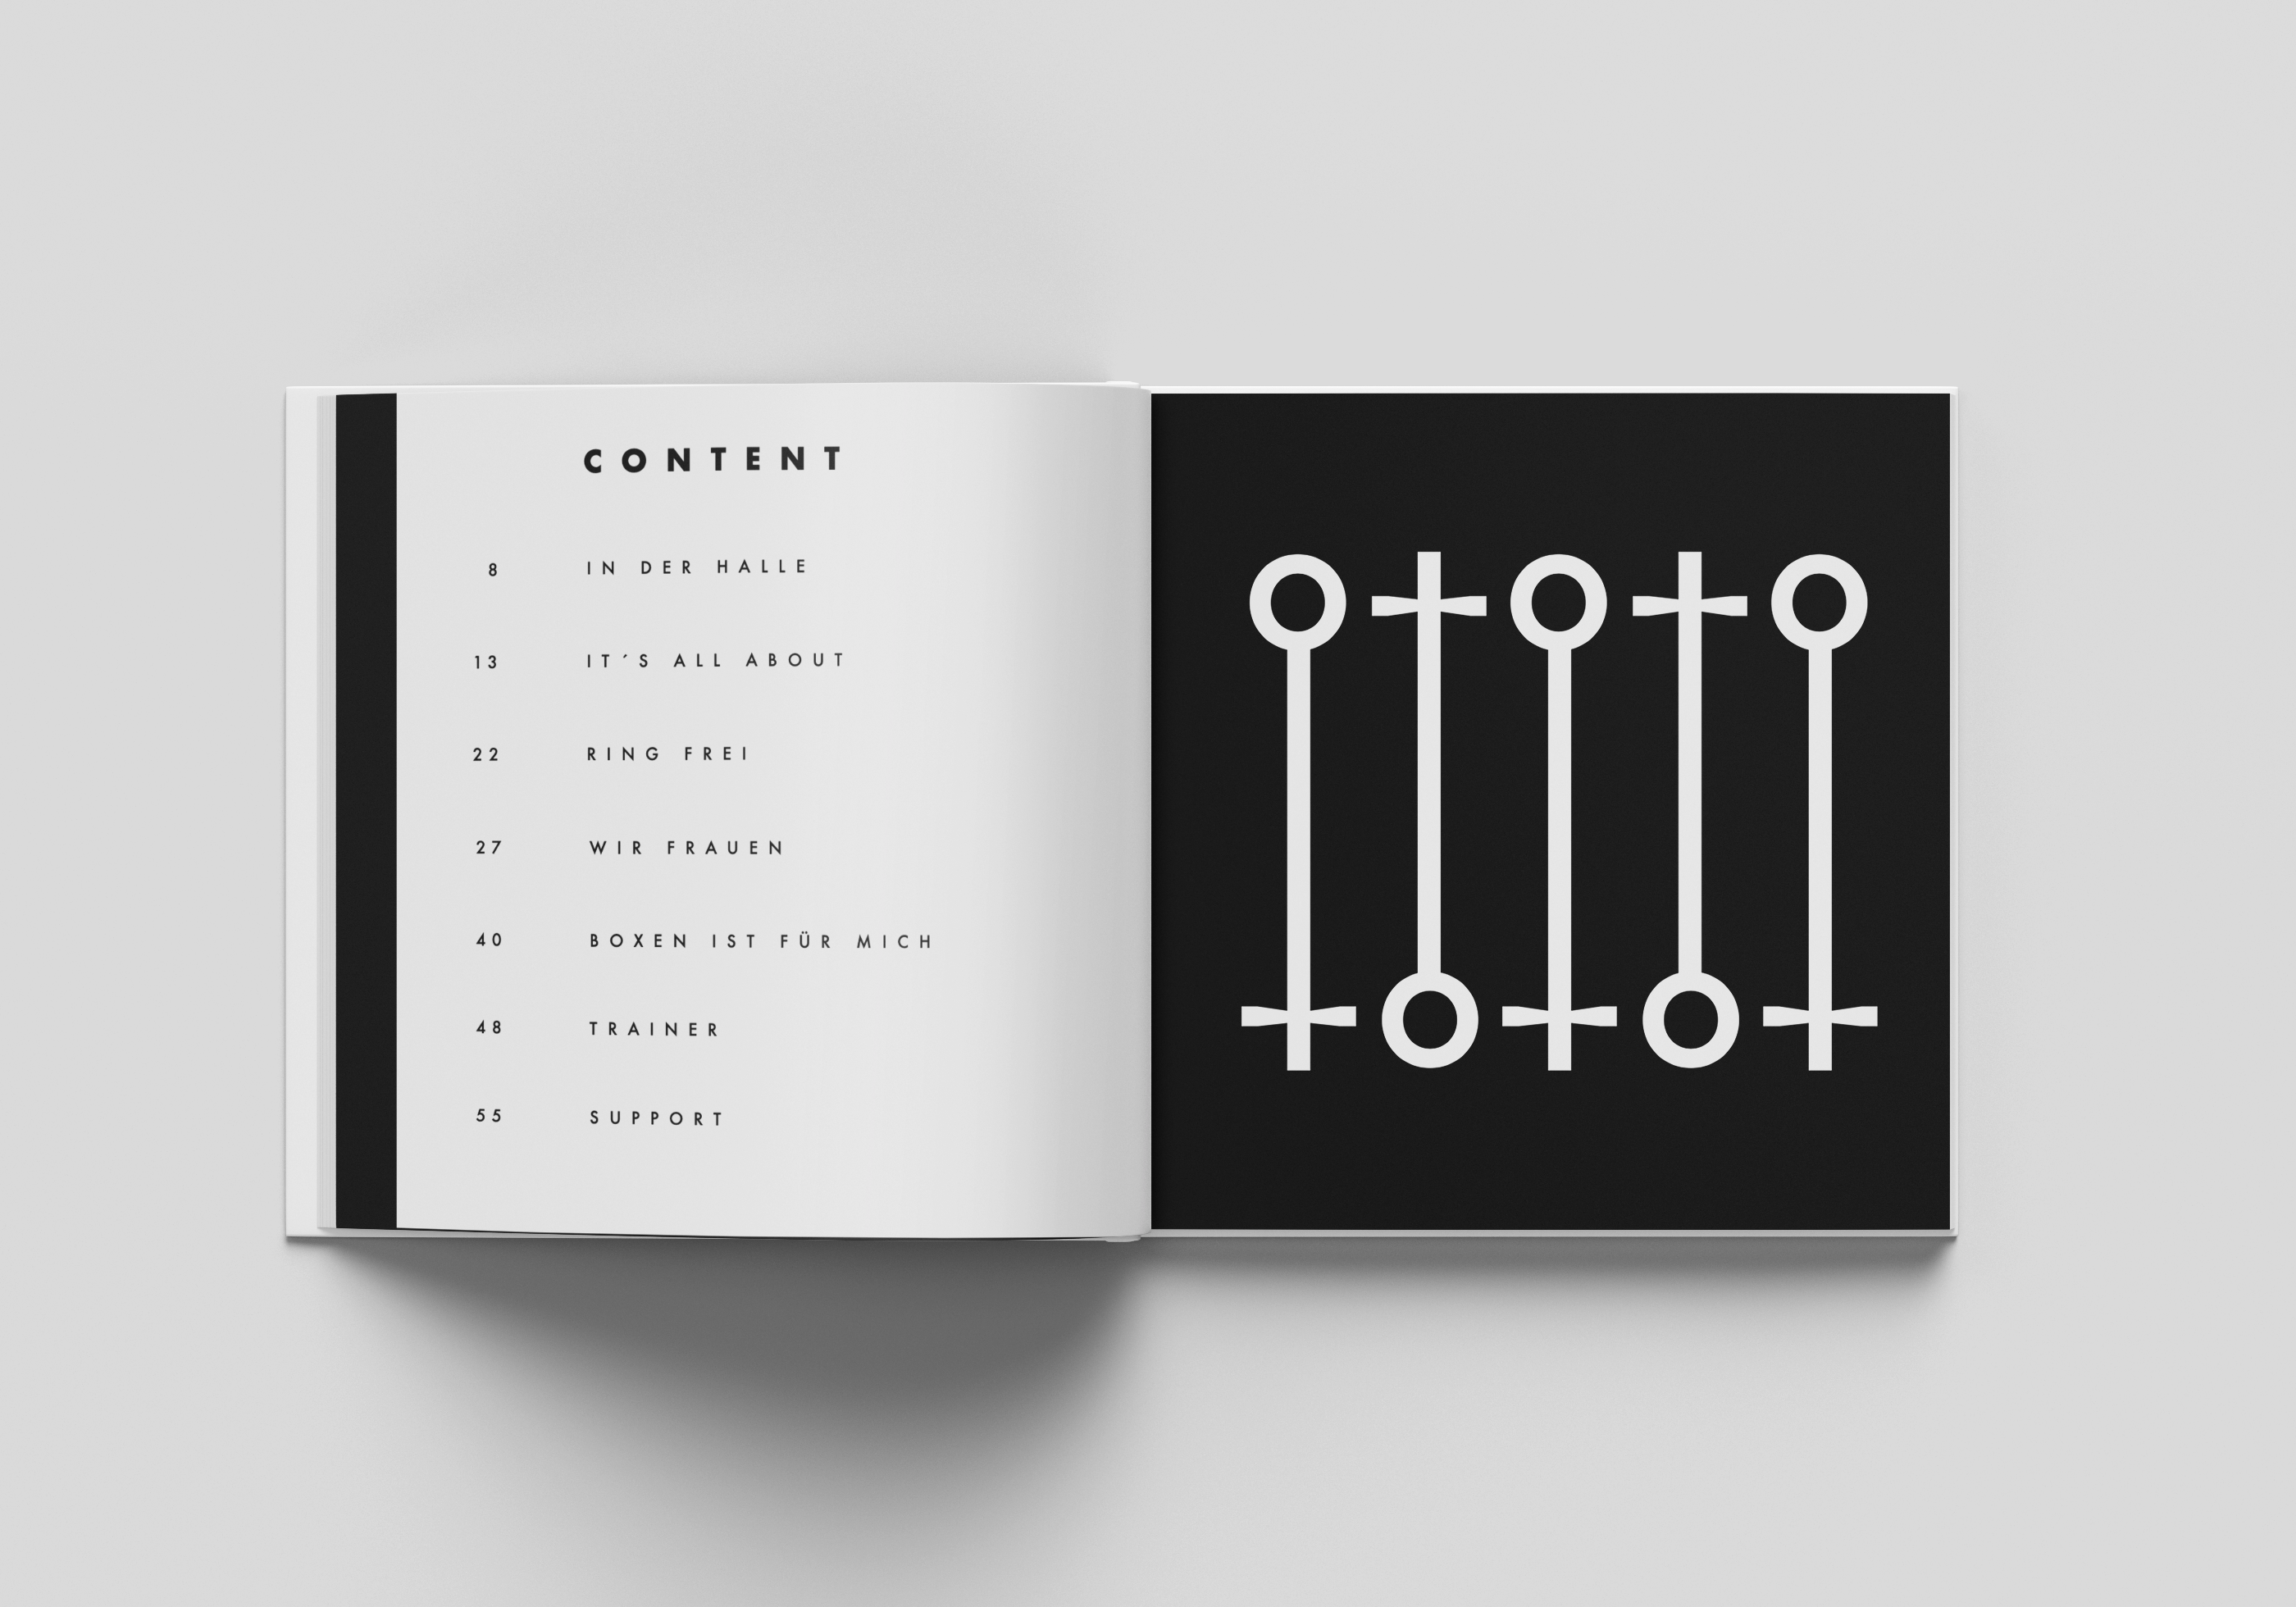 CONTENT
8 IN DER HALLE
13 IT´S ALL ABOUT
22 RING FREI
27 WIR FRAUEN
40 BOXEN IST FÜR MICH
48 TRAINER
55 SUPPORT